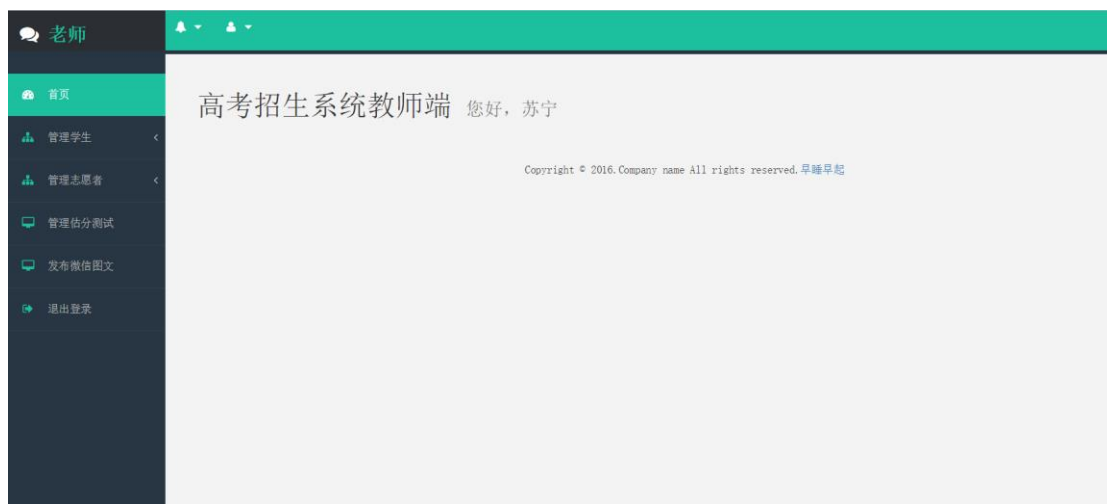 老师
首页
高考招生系统教师端 您好, 苏宁
管理学生
Copyright © 2016.Company name All rights reserved.早睡早起
管理志愿者
管理估分测试
发布微信图文
退出登录